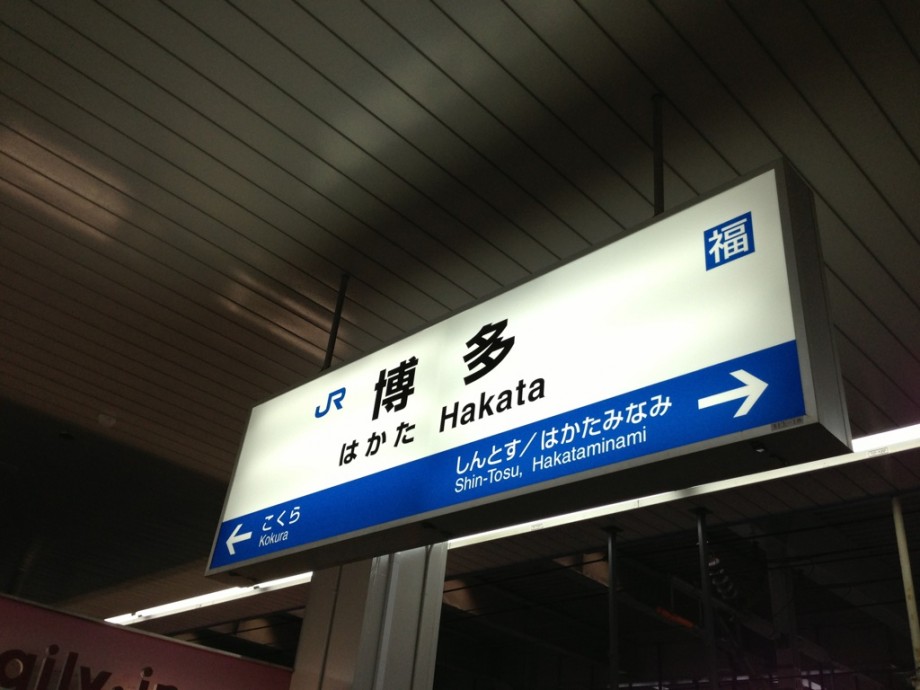 福
JR 博多
はかた Hakata
しんとす/はかたみなみ →
Shin-Tosu, Hakataminami
← こくら
Kokura